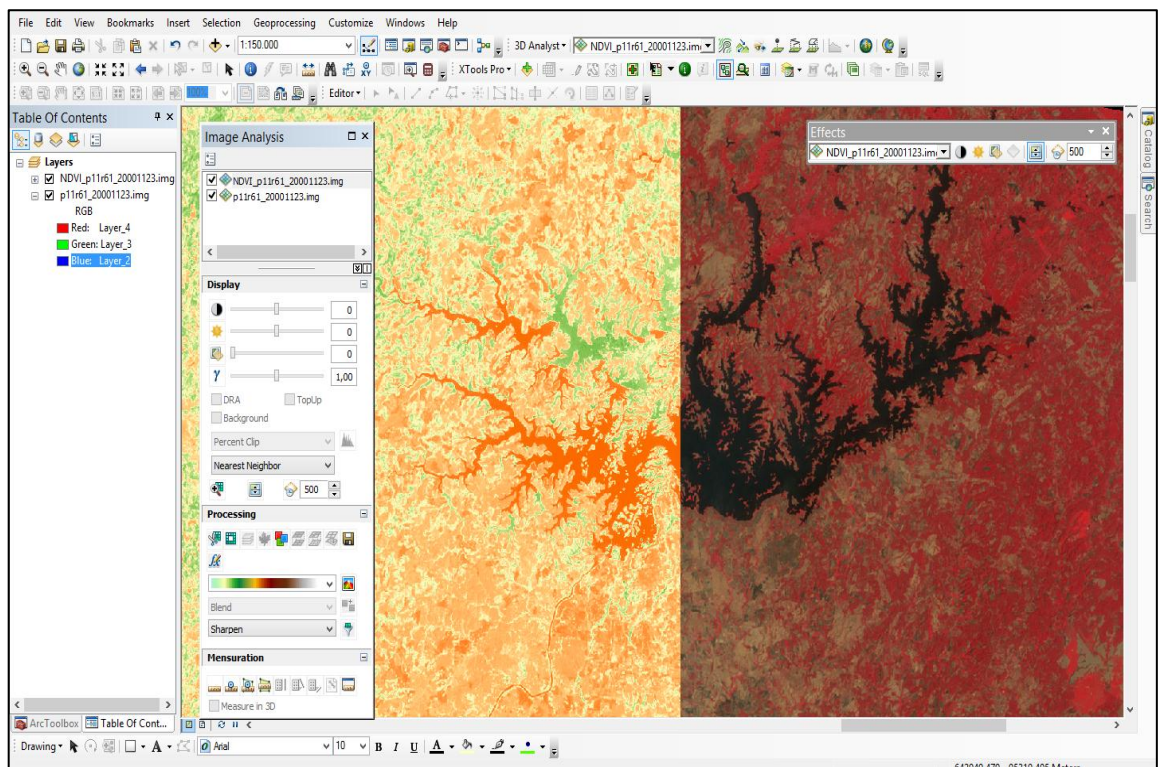 File Edit View Bookmarks Insert Selection Geoprocessing Customize Windows Help
1:150.000 3D Analyst NDVI_p11r61_20001123.im
XTools Pro
100% Editor
Table Of Contents
Layers
NDVI_p11r61_20001123.img
p11r61_20001123.img
RGB
Red: Layer_4
Green: Layer_3
Blue: Layer_2
Image Analysis
NDVI_p11r61_20001123.img
p11r61_20001123.img
Display
0
0
0
γ 1,00
DRA TopUp
Background
Percent Clip
Nearest Neighbor
500
Processing
fx
Blend
Sharpen
Mensuration
Measure in 3D
Effects
NDVI_p11r61_20001123.im
500
Catalog
Search
ArcToolbox Table Of Cont...
Drawing A Arial 10 B I U A